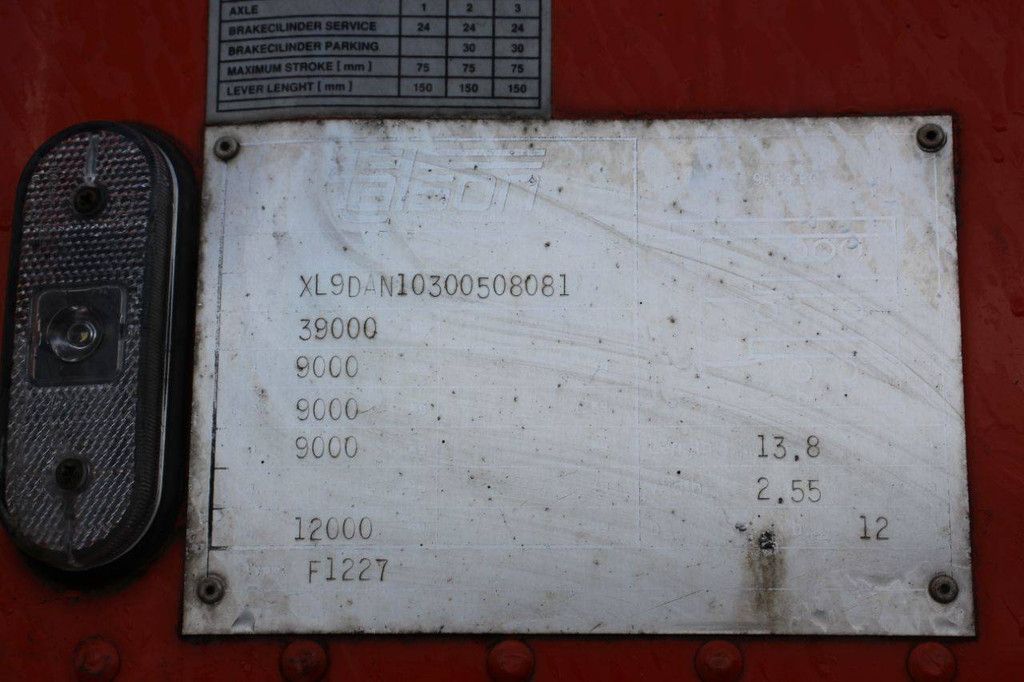 AXLE 1 2 3
BRAKECILINDER SERVICE 24 24 24
BRAKECILINDER PARKING 30 30
MAXIMUM STROKE [mm] 75 75 75
LEVER LENGHT [mm] 150 150 150
XL9DAN10300508081
39000
9000
9000
9000 13.8
2.55
12000 12
F1227